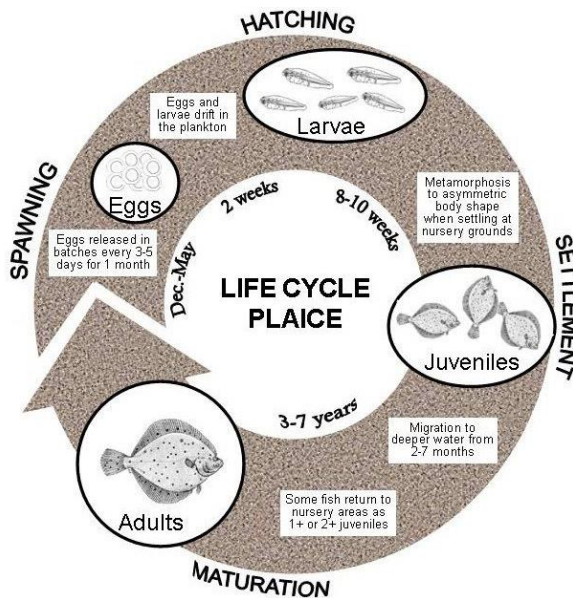 HATCHING
Larvae
Eggs and
larvae drift in
the plankton
SPAWNING
Eggs
Eggs released in
batches every 3-5
days for 1 month
Dec.-May
2 weeks
8-10 weeks
Metamorphosis
to asymmetric
body shape
when settling at
nursery grounds
SETTLEMENT
LIFE CYCLE
PLAICE
Juveniles
3-7 years
Migration to
deeper water from
2-7 months
Some fish return to
nursery areas as
1+ or 2+ juveniles
Adults
MATURATION